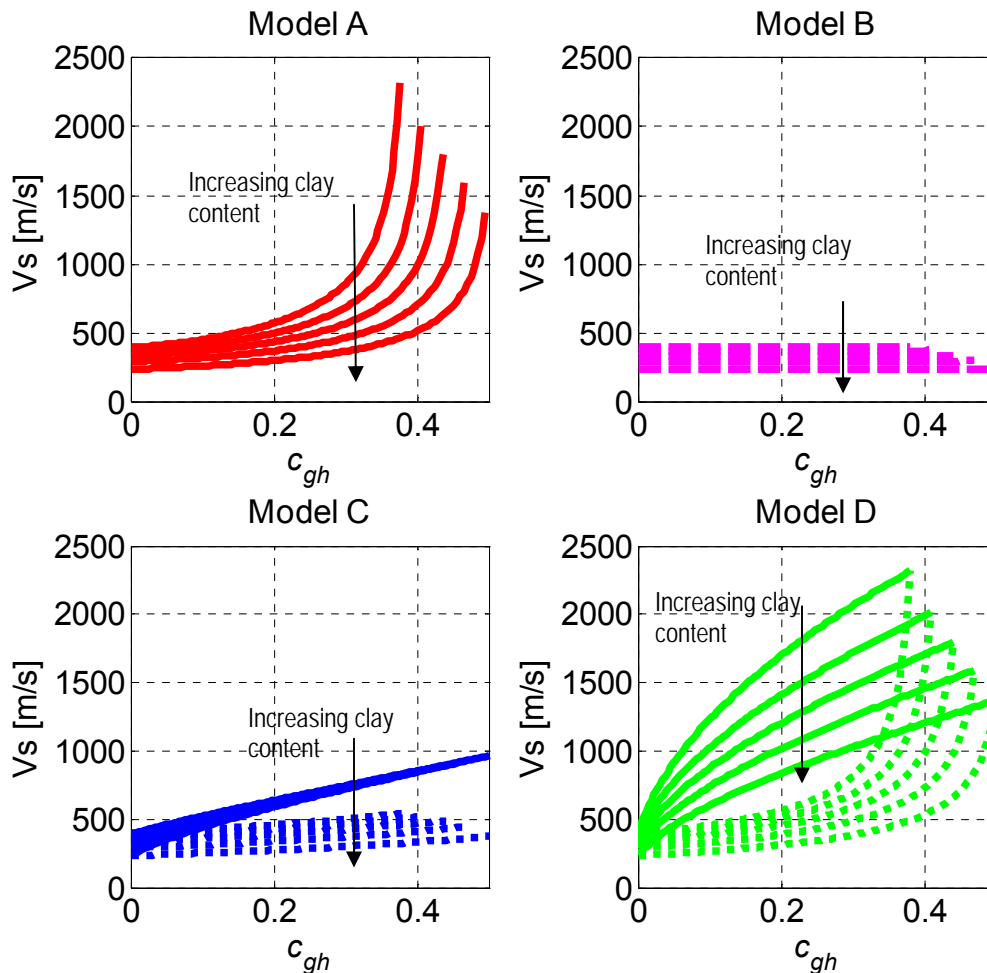 Model A
2500
2000
1500
1000
500
0
Vs [m/s]
Increasing clay
content
0
0.2
0.4
c_gh
Model B
2500
2000
1500
1000
500
0
Vs [m/s]
Increasing clay
content
0
0.2
0.4
c_gh
Model C
2500
2000
1500
1000
500
0
Vs [m/s]
Increasing clay
content
0
0.2
0.4
c_gh
Model D
2500
2000
1500
1000
500
0
Vs [m/s]
Increasing clay
content
0
0.2
0.4
c_gh